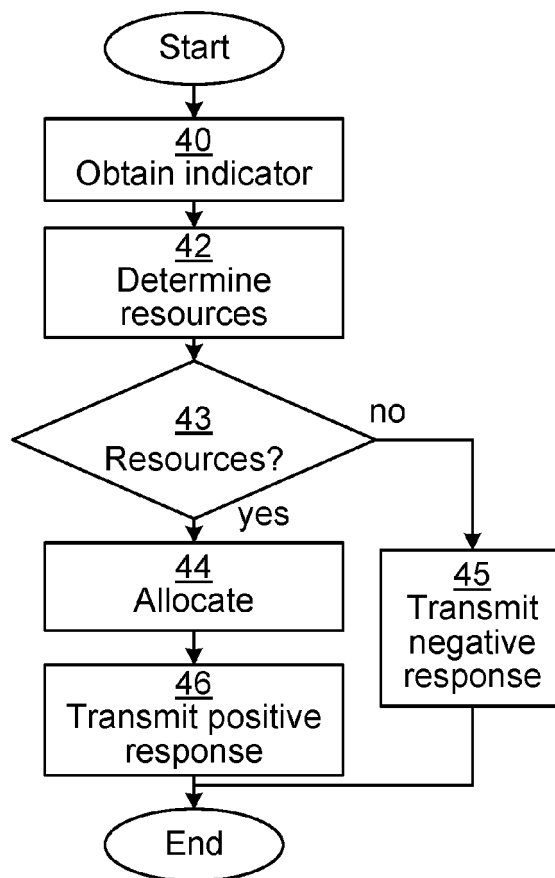 Start
40
Obtain indicator
42
Determine
resources
43
Resources?
no
yes
44
Allocate
45
Transmit
negative
response
46
Transmit positive
response
End